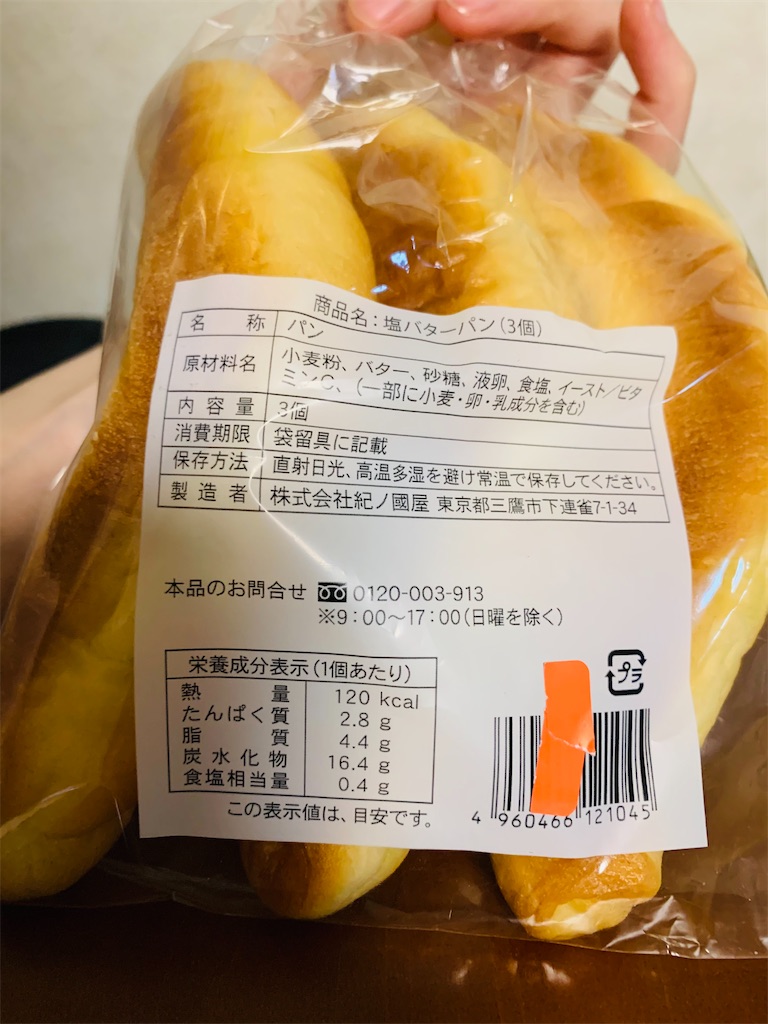 商品名:塩バターパン(3個)
名称 パン
原材料名 小麦粉、バター、砂糖、液卵、食塩、イースト/ビタ
ミンC、(一部に小麦・卵・乳成分を含む)
内容量 3個
消費期限 袋留具に記載
保存方法 直射日光、高温多湿を避け常温で保存してください。
製造者 株式会社紀ノ國屋 東京都三鷹市下連雀7-1-34
本品のお問合せ 0120-003-913
※9:00〜17:00(日曜を除く)
栄養成分表示(1個あたり)
熱量 120 kcal
たんぱく質 2.8 g
脂質 4.4 g
炭水化物 16.4 g
食塩相当量 0.4 g
この表示値は、目安です。
プラ
4 960466 121045